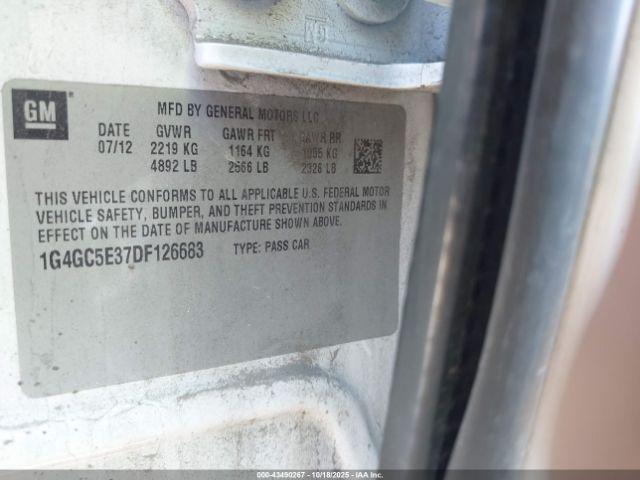 GM
MFD BY GENERAL MOTORS LLC
DATE GVWR GAWR FRT GAWR RR
07/12 2219 KG 1164 KG 1055 KG
4892 LB 2566 LB 2326 LB
THIS VEHICLE CONFORMS TO ALL APPLICABLE U.S. FEDERAL MOTOR
VEHICLE SAFETY, BUMPER, AND THEFT PREVENTION STANDARDS IN
EFFECT ON THE DATE OF MANUFACTURE SHOWN ABOVE.
1G4GC5E37DF126683 TYPE: PASS CAR
000-43490267 - 10/18/2025 - IAA, Inc.